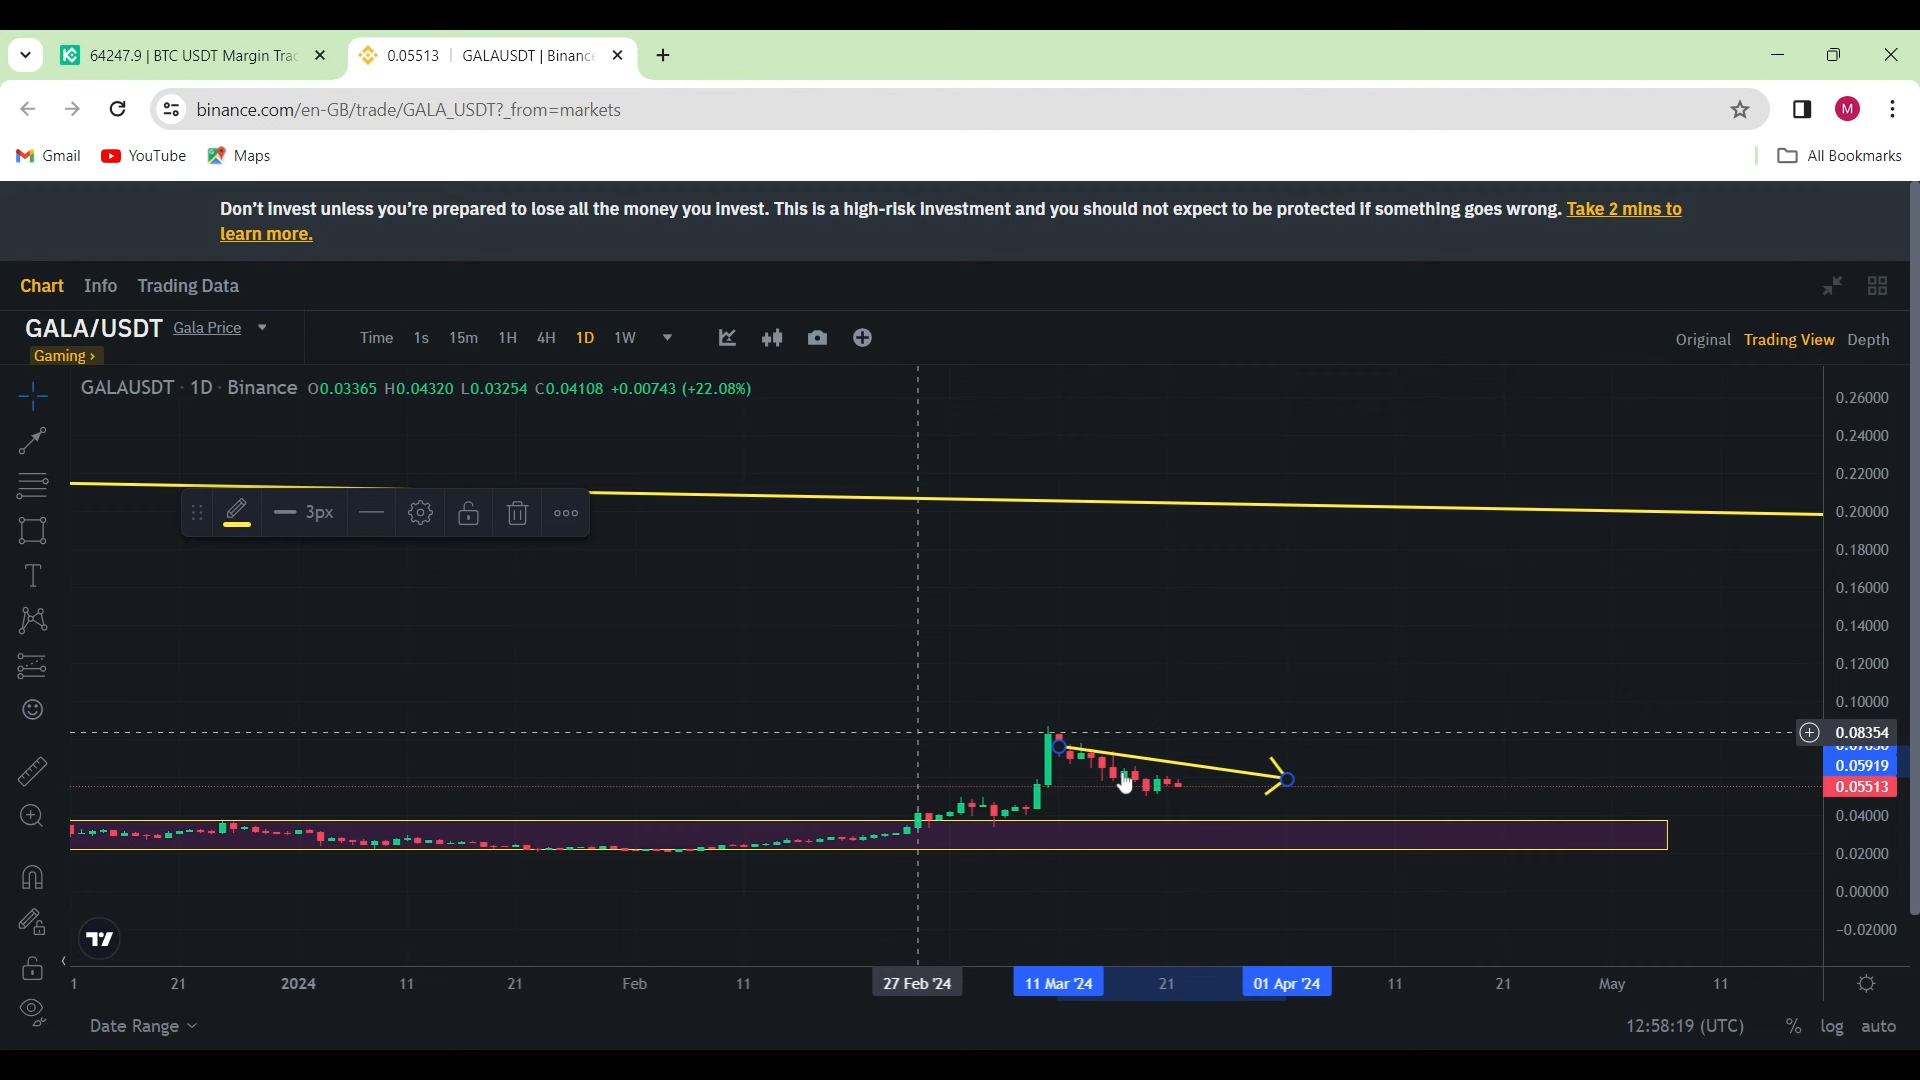 64247.9 | BTC USDT Margin Trac
0.05513 | GALAUSDT | Binance
binance.com/en-GB/trade/GALA_USDT?_from=markets
M
Gmail YouTube Maps All Bookmarks
Don't invest unless you're prepared to lose all the money you invest. This is a high-risk investment and you should not expect to be protected if something goes wrong. Take 2 mins to
learn more.
Chart Info Trading Data
GALA/USDT Gala Price
Gaming ›
Time 1s 15m 1H 4H 1D 1W
Original Trading View Depth
GALAUSDT · 1D · Binance O0.03365 H0.04320 L0.03254 C0.04108 +0.00743 (+22.08%)
3px
0.26000
0.24000
0.22000
0.20000
0.18000
0.16000
0.14000
0.12000
0.10000
0.08354
0.05919
0.05513
0.04000
0.02000
0.00000
-0.02000
1 21 2024 11 21 Feb 11 27 Feb '24 11 Mar '24 21 01 Apr '24 11 21 May 11
Date Range
12:58:19 (UTC) % log auto